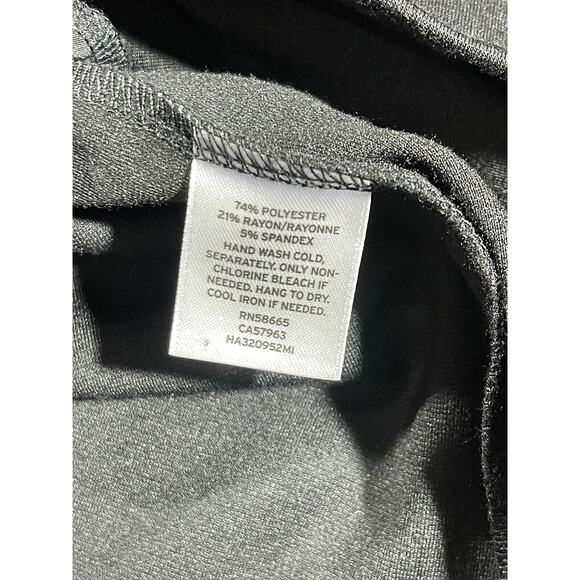 74% POLYESTER
21% RAYON/RAYONNE
5% SPANDEX
HAND WASH COLD,
SEPARATELY. ONLY NON-
CHLORINE BLEACH IF
NEEDED. HANG TO DRY.
COOL IRON IF NEEDED.
RN58665
CA57963
HA320952MI